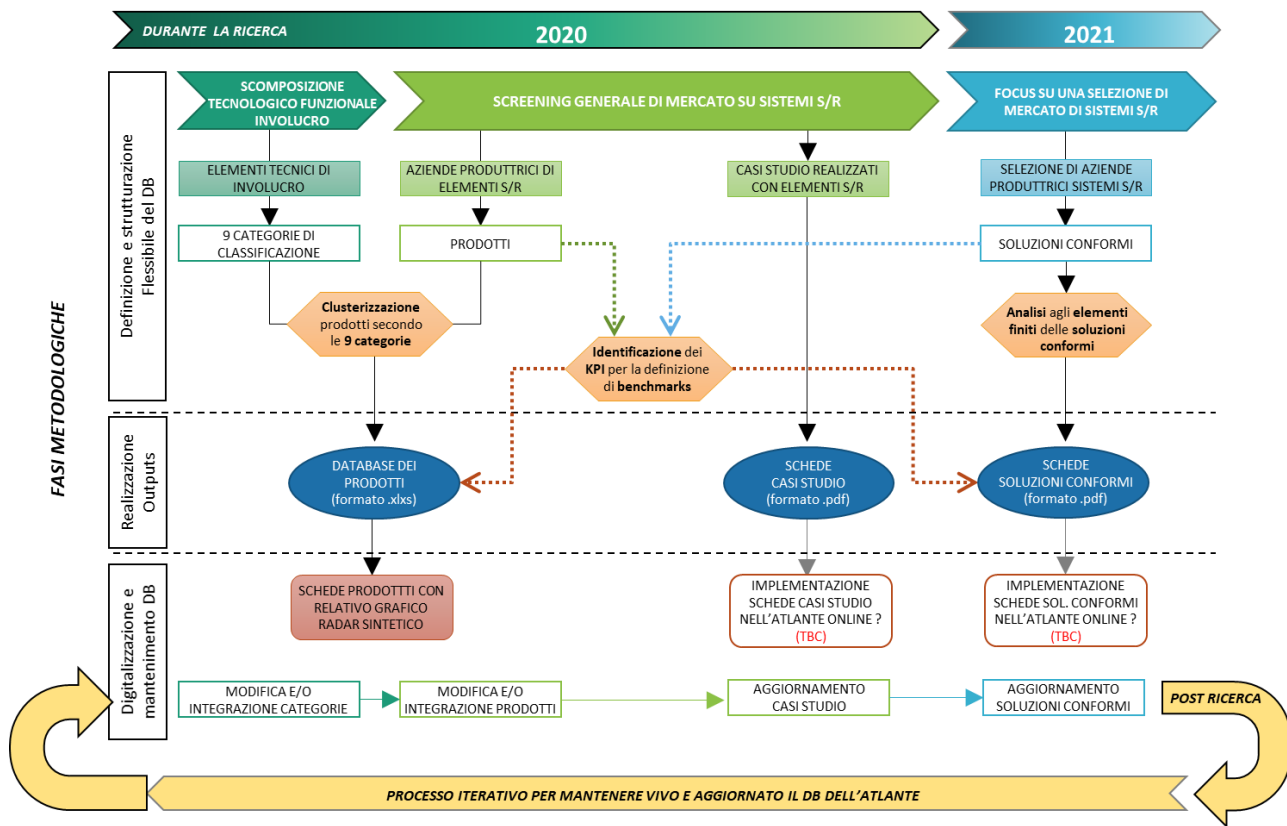 DURANTE LA RICERCA
2020
2021
FASI METODOLOGICHE
Definizione e strutturazione
Flessibile del DB
SCOMPOSIZIONE
TECNOLOGICO FUNZIONALE
INVOLUCRO
SCREENING GENERALE DI MERCATO SU SISTEMI S/R
FOCUS SU UNA SELEZIONE DI
MERCATO DI SISTEMI S/R
ELEMENTI TECNICI DI
INVOLUCRO
AZIENDE PRODUTTRICI DI
ELEMENTI S/R
CASI STUDIO REALIZZATI
CON ELEMENTI S/R
SELEZIONE DI AZIENDE
PRODUTTRICI SISTEMI S/R
9 CATEGORIE DI
CLASSIFICAZIONE
PRODOTTI
SOLUZIONI CONFORMI
Clusterizzazione
prodotti secondo
le 9 categorie
Identificazione dei
KPI per la definizione
di benchmarks
Analisi agli elementi
finiti delle soluzioni
conformi
Realizzazione
Outputs
DATABASE DEI
PRODOTTI
(formato .xlxs)
SCHEDE
CASI STUDIO
(formato .pdf)
SCHEDE
SOLUZIONI CONFORMI
(formato .pdf)
Digitalizzazione e
mantenimento DB
SCHEDE PRODOTTTI CON
RELATIVO GRAFICO
RADAR SINTETICO
IMPLEMENTAZIONE
SCHEDE CASI STUDIO
NELL'ATLANTE ONLINE ?
(TBC)
IMPLEMENTAZIONE
SCHEDE SOL. CONFORMI
NELL'ATLANTE ONLINE ?
(TBC)
MODIFICA E/O
INTEGRAZIONE CATEGORIE
MODIFICA E/O
INTEGRAZIONE PRODOTTI
AGGIORNAMENTO
CASI STUDIO
AGGIORNAMENTO
SOLUZIONI CONFORMI
POST RICERCA
PROCESSO ITERATIVO PER MANTENERE VIVO E AGGIORNATO IL DB DELL'ATLANTE